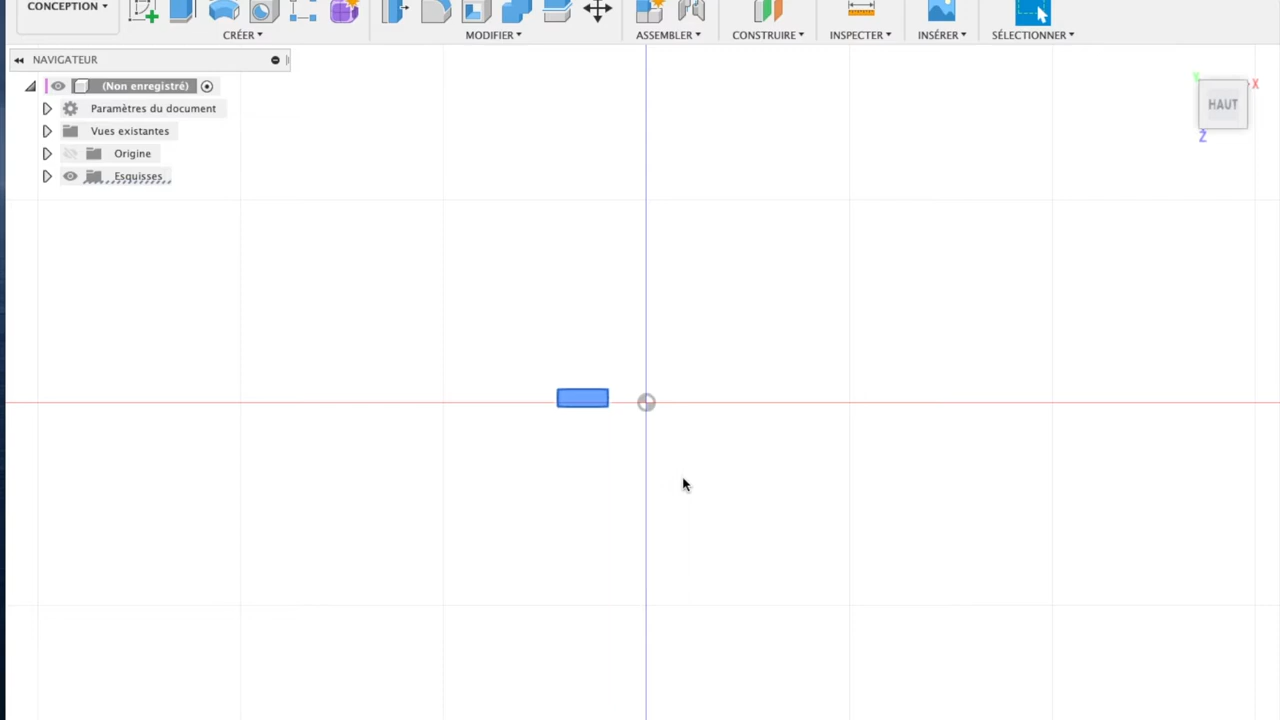 CONCEPTION
CRÉER
MODIFIER
ASSEMBLER
CONSTRUIRE
INSPECTER
INSÉRER
SÉLECTIONNER
NAVIGATEUR
(Non enregistré)
Paramètres du document
Vues existantes
Origine
Esquisses
Y
X
HAUT
Z